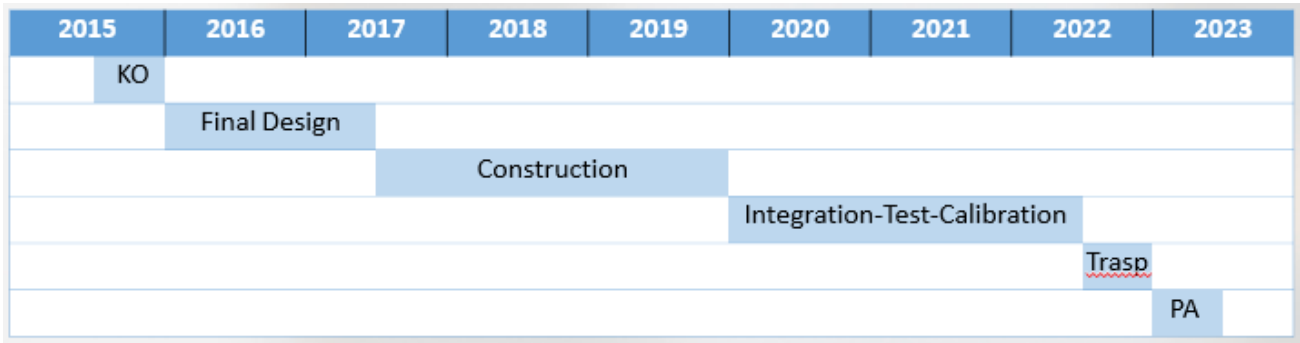 2015 2016 2017 2018 2019 2020 2021 2022 2023
KO
Final Design
Construction
Integration-Test-Calibration
Trasp
PA